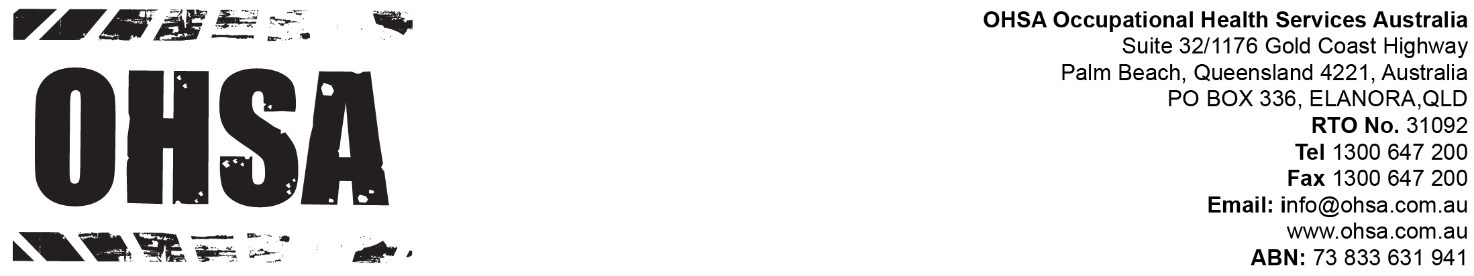 OHSA
OHSA Occupational Health Services Australia
Suite 32/1176 Gold Coast Highway
Palm Beach, Queensland 4221, Australia
PO BOX 336, ELANORA,QLD
RTO No. 31092
Tel 1300 647 200
Fax 1300 647 200
Email: info@ohsa.com.au
www.ohsa.com.au
ABN: 73 833 631 941